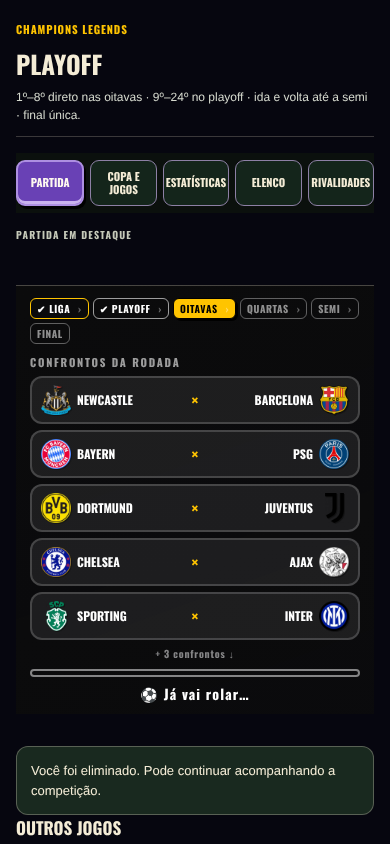 CHAMPIONS LEGENDS
PLAYOFF
1º–8º direto nas oitavas · 9º–24º no playoff · ida e volta até a semi
· final única.
PARTIDA
COPA E
JOGOS
ESTATÍSTICAS
ELENCO
RIVALIDADES
PARTIDA EM DESTAQUE
✔ LIGA › ✔ PLAYOFF › OITAVAS › QUARTAS › SEMI ›
FINAL
CONFRONTOS DA RODADA
NEWCASTLE × BARCELONA
BAYERN × PSG
DORTMUND × JUVENTUS
CHELSEA × AJAX
SPORTING × INTER
+ 3 confrontos ↓
⚽ Já vai rolar…
Você foi eliminado. Pode continuar acompanhando a
competição.
OUTROS JOGOS